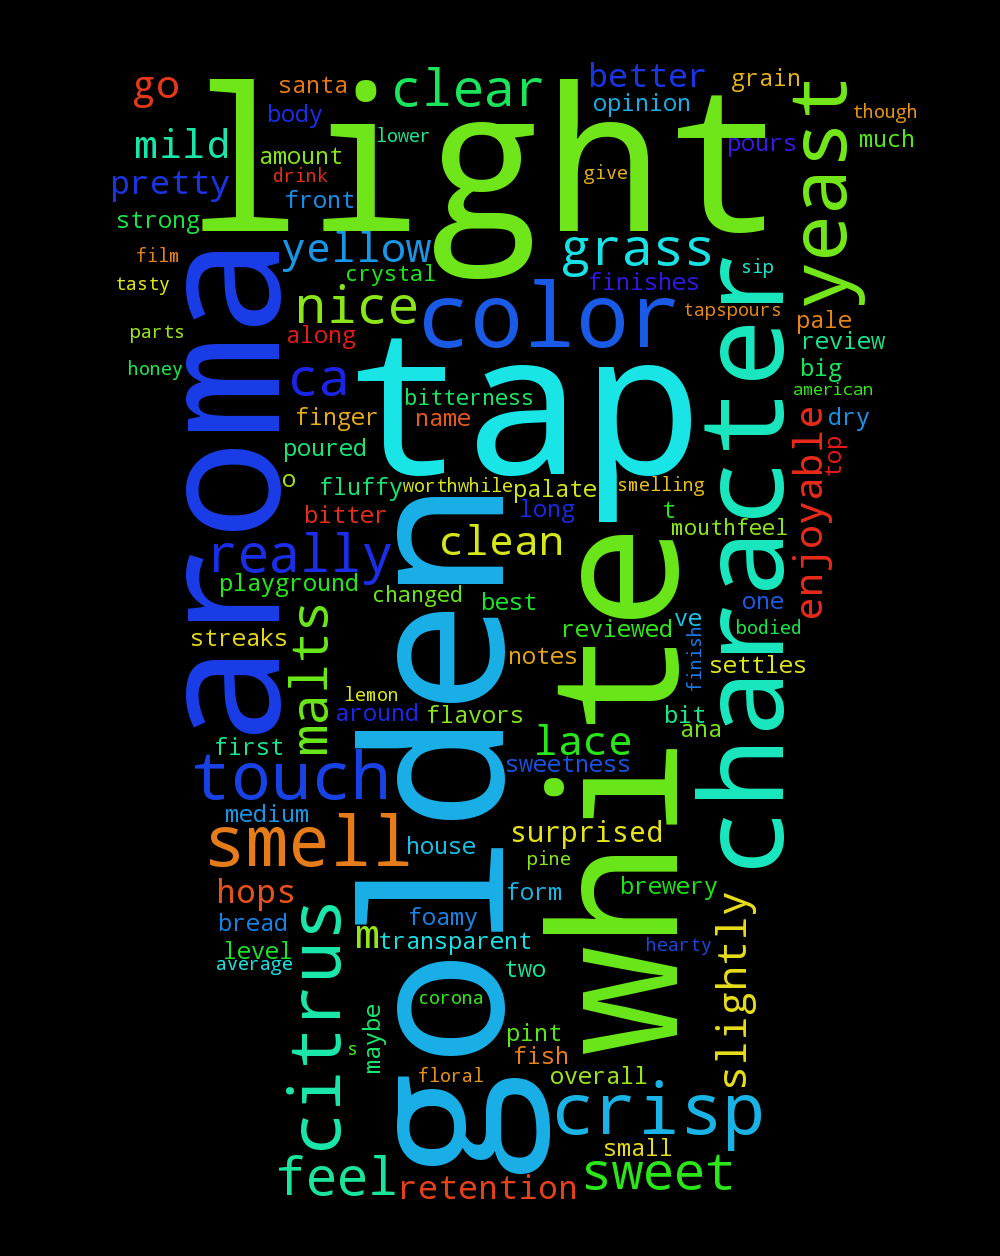 light
go
santa
clear
better
grain
body
opinion
though
mild
lower
amount
pours
much
yeast
pretty
drink
give
front
strong
film
yellow
grass
crystal
finishes
sip
tasty
nice
color
tapspours
pale
parts
along
review
honey
ca
tap
big
american
aroma
bitterness
character
finger
name
dry
enjoyable
top
poured
o
fluffy
worthwhile
palate
smelling
bitter
long
t
mouthfeel
really
clean
white
playground
changed
best
one
golden
ve
reviewed
bodied
streaks
finish
malts
notes
settles
lemon
around
flavors
bit
ana
first
lace
touch
sweetness
medium
smell
house
surprised
pine
hops
form
brewery
bread
foamy
m
transparent
level
hearty
average
two
citrus
corona
slightly
maybe
s
pint
fish
floral
overall
crisp
small
feel
retention
sweet